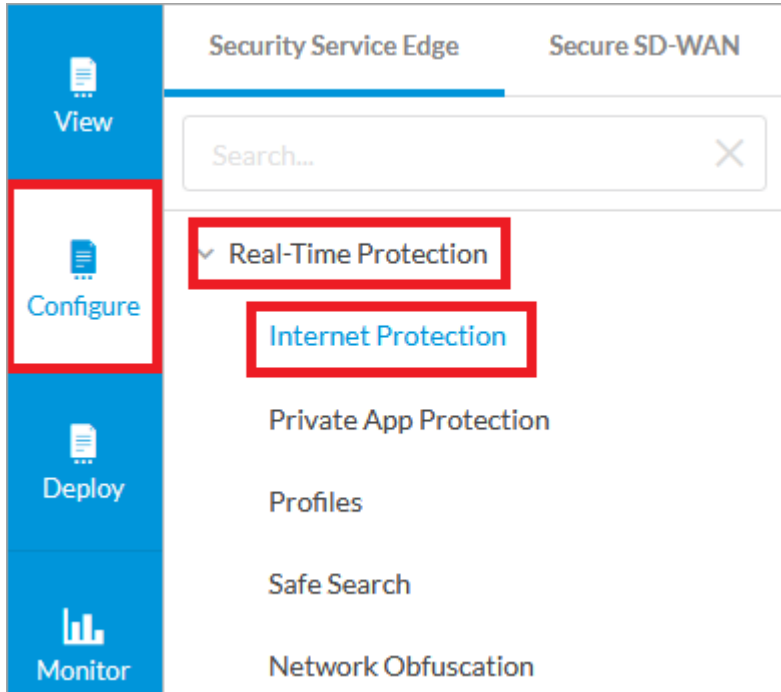 Security Service Edge
Secure SD-WAN
View
Search...
Configure
Real-Time Protection
Internet Protection
Private App Protection
Deploy
Profiles
Safe Search
Monitor
Network Obfuscation